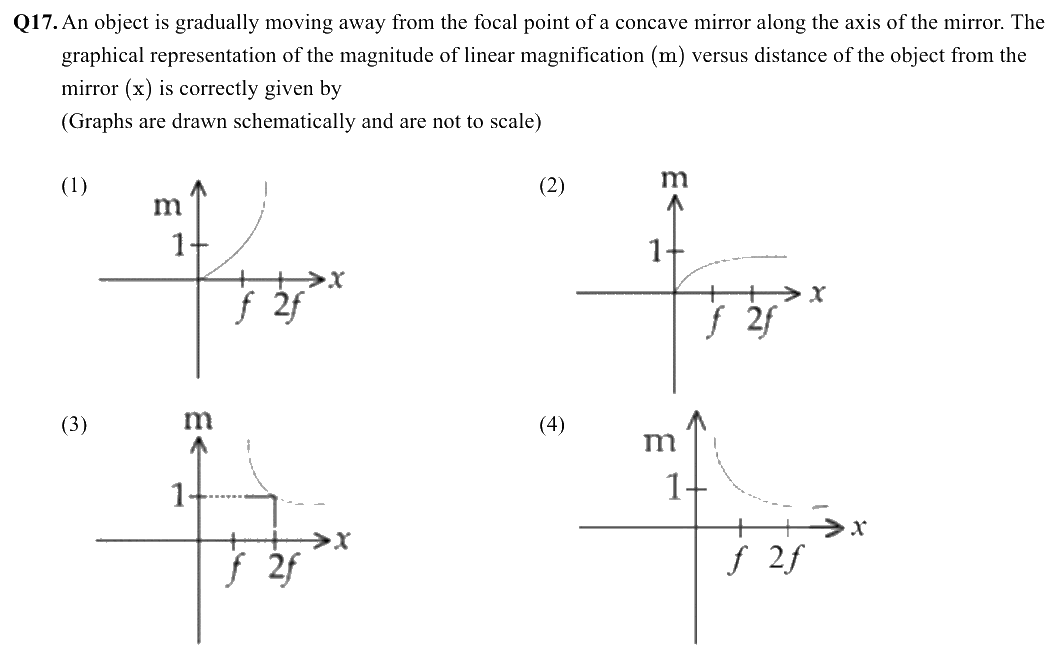 Q17. An object is gradually moving away from the focal point of a concave mirror along the axis of the mirror. The
graphical representation of the magnitude of linear magnification (m) versus distance of the object from the
mirror (x) is correctly given by
(Graphs are drawn schematically and are not to scale)
(1)
m
1
x
f 2f
(2)
m
1
x
f 2f
(3)
m
1
x
f 2f
(4)
m
1
x
f 2f